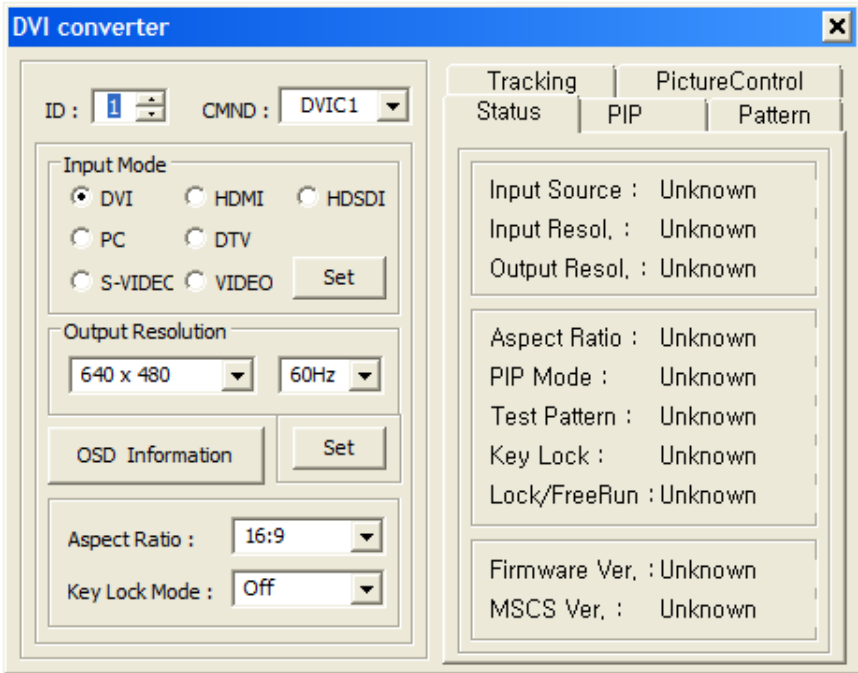 DVI converter
ID : 1 CMND : DVIC1
Input Mode
DVI HDMI HDSDI
PC DTV
S-VIDEC VIDEO Set
Output Resolution
640 x 480 60Hz
OSD Information Set
Aspect Ratio : 16:9
Key Lock Mode : Off
Tracking PictureControl
Status PIP Pattern
Input Source : Unknown
Input Resol, : Unknown
Output Resol, : Unknown
Aspect Ratio : Unknown
PIP Mode : Unknown
Test Pattern : Unknown
Key Lock : Unknown
Lock/FreeRun : Unknown
Firmware Ver, : Unknown
MSCS Ver, : Unknown